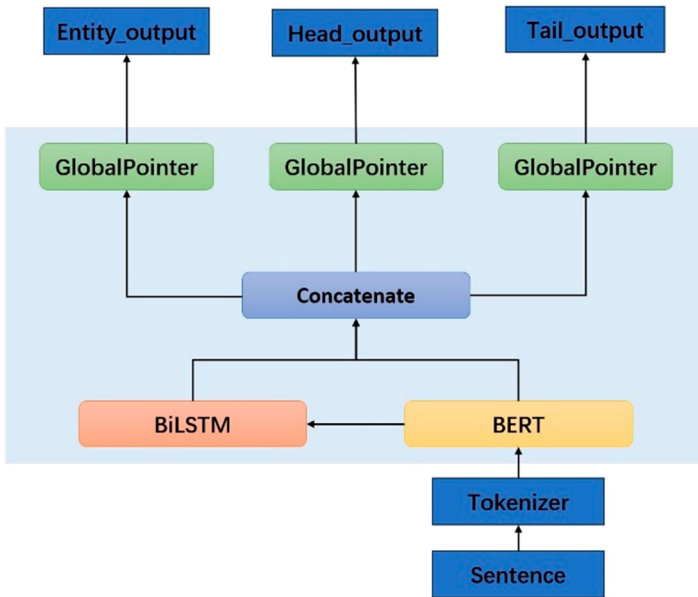 Entity_output
Head_output
Tail_output
GlobalPointer
GlobalPointer
GlobalPointer
Concatenate
BiLSTM
BERT
Tokenizer
Sentence